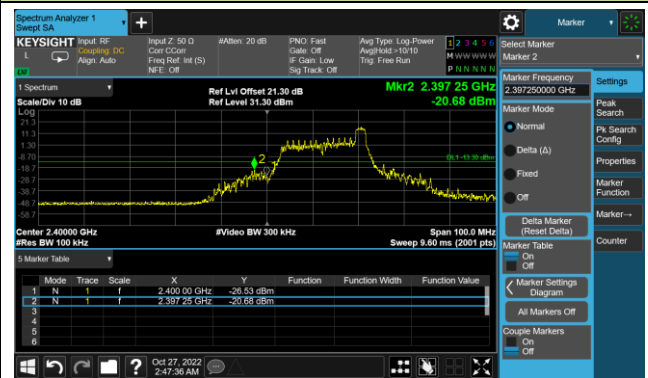 Spectrum Analyzer 1
Swept SA
Marker
KEYSIGHT
L
Input: RF
Coupling: DC
Align: Auto
Input Z: 50 Ω
Corr CCorr
Freq Ref: Int (S)
NFE: Off
#Atten: 20 dB
PNO: Fast
Gate: Off
IF Gain: Low
Sig Track: Off
Avg Type: Log-Power
Avg|Hold:>10/10
Trig: Free Run
1 2 3 4 5 6
M W W W W W
P N N N N N
Select Marker
Marker 2
1 Spectrum
Scale/Div 10 dB
Log
Ref Lvl Offset 21.30 dB
Ref Level 31.30 dBm
Mkr2 2.397 25 GHz
-20.68 dBm
21.3
11.3
1.30
-8.70
-18.7
-28.7
-38.7
-48.7
-58.7
2
DL1 -13.39 dBm
Center 2.40000 GHz
#Res BW 100 kHz
#Video BW 300 kHz
Span 100.0 MHz
Sweep 9.60 ms (2001 pts)
5 Marker Table
Mode Trace Scale X Y Function Function Width Function Value
1 N 1 f 2.400 00 GHz -26.53 dBm
2 N 1 f 2.397 25 GHz -20.68 dBm
3
4
5
6
Marker Frequency
2.397250000 GHz
Marker Mode
Normal
Delta (Δ)
Fixed
Off
Delta Marker
(Reset Delta)
Marker Table
On
Off
Marker Settings
Diagram
All Markers Off
Couple Markers
On
Off
Settings
Peak
Search
Pk Search
Config
Properties
Marker
Function
Marker→
Counter
?
Oct 27, 2022
2:47:36 AM